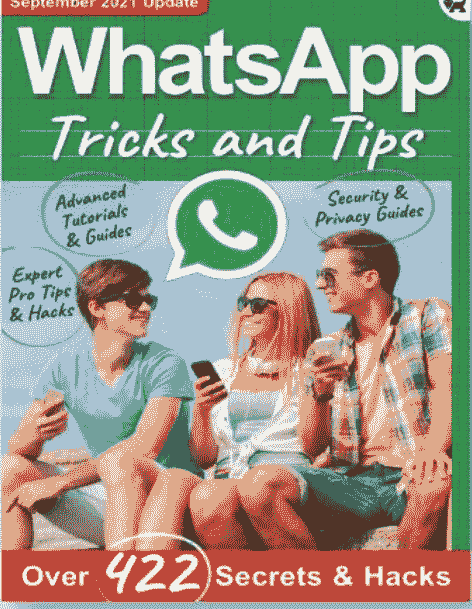 September 2021 Update
WhatsApp
Tricks and Tips
Advanced
Tutorials
& Guides
Security &
Privacy Guides
Expert
Pro Tips
& Hacks
Over 422 Secrets & Hacks